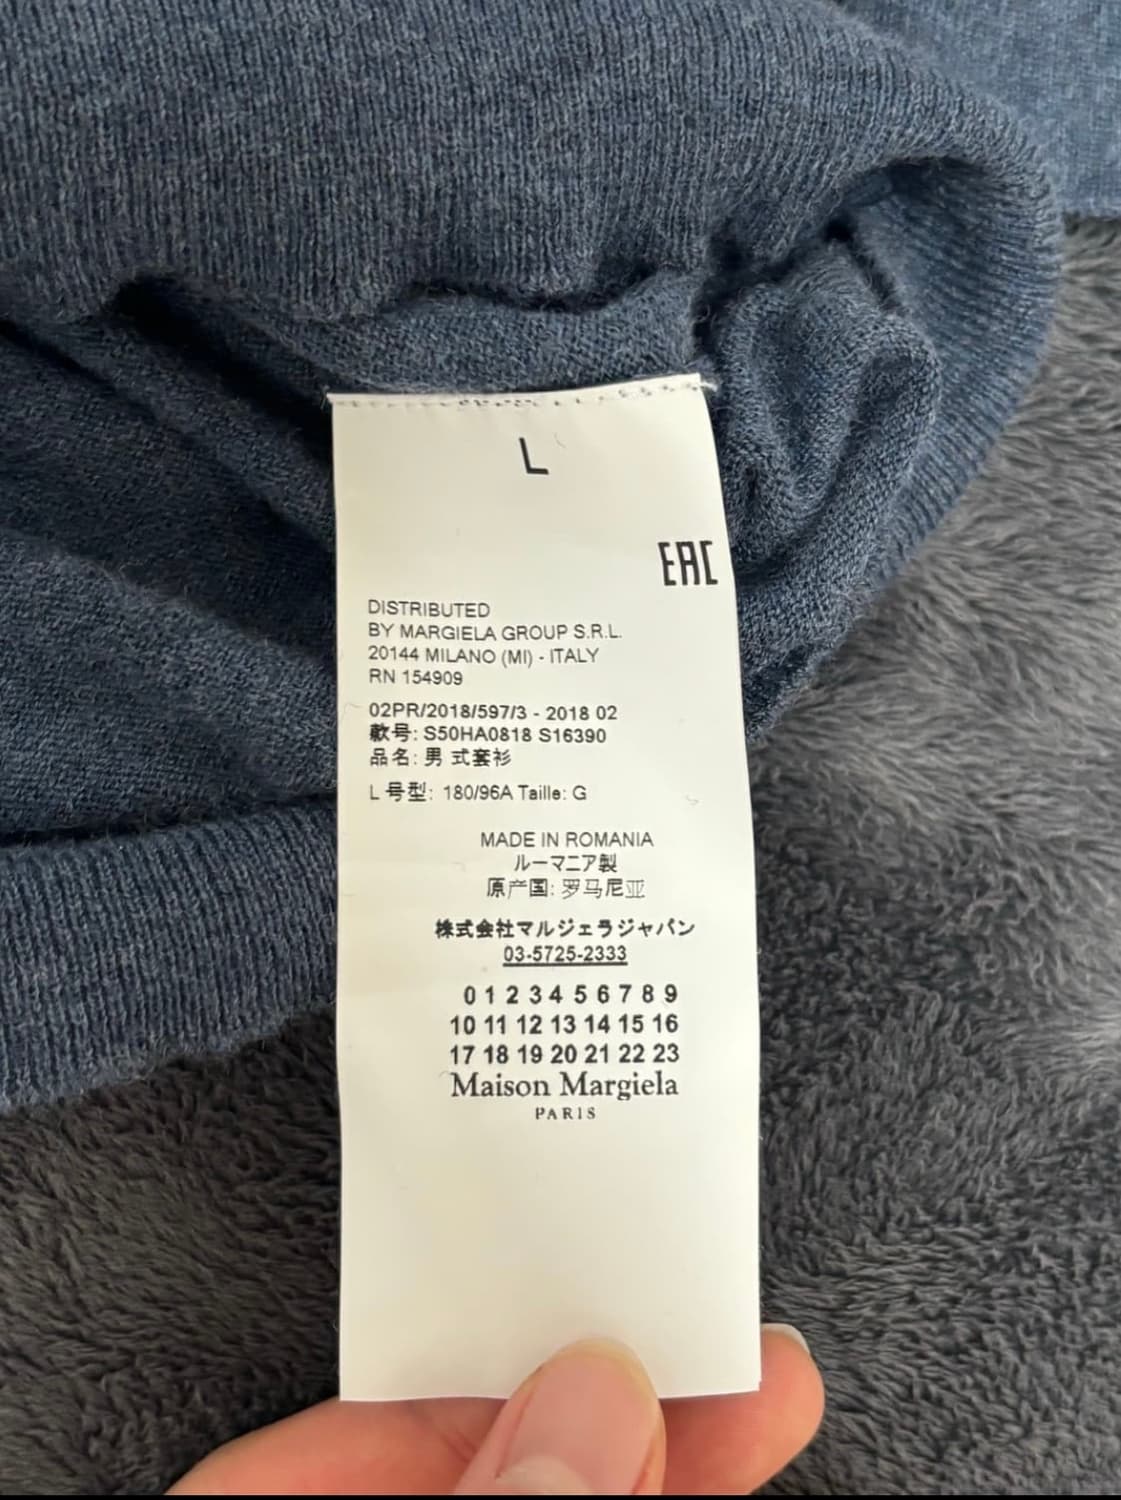 L
EAC
DISTRIBUTED
BY MARGIELA GROUP S.R.L.
20144 MILANO (MI) - ITALY
RN 154909
02PR/2018/597/3 - 2018 02
款号: S50HA0818 S16390
品名: 男 式套衫
L 号型: 180/96A Taille: G
MADE IN ROMANIA
ルーマニア製
原产国: 罗马尼亚
株式会社マルジェラジャパン
03-5725-2333
0 1 2 3 4 5 6 7 8 9
10 11 12 13 14 15 16
17 18 19 20 21 22 23
Maison Margiela
PARIS